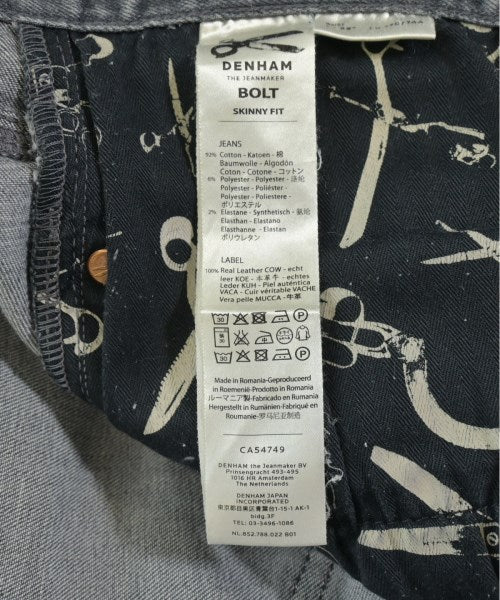 DENHAM
THE JEANMAKER
BOLT
SKINNY FIT
JEANS
92% Cotton - Katoen - 棉
Baumwolle - Algodón
Coton - Cotone - コットン
6% Polyester - Polyester - 涤纶
Polyester - Poliéster -
Polyester - Poliestere -
ポリエステル
2% Elastane - Synthetisch - 氨纶
Elasthan - Elastano
Elasthanne - Elastan
ポリウレタン
LABEL
100% Real Leather COW - echt
leer KOE - 本革牛 - echtes
Leder KUH - Piel auténtica
VACA - Cuir véritable VACHE
Vera pelle MUCCA - 牛革
Made in Romania-Geproduceerd
in Roemenië-Prodotto in Romania
ルーマニア製-Fabricado en Rumania
Hergestellt in Rumänien-Fabriqué en
Roumanie-罗马尼亚制造
CA54749
DENHAM the Jeanmaker BV
Prinsengracht 493-495
1016 HR Amsterdam
The Netherlands
DENHAM JAPAN
INCORPORATED
東京都目黒区青葉台1-15-1 AK-1
bldg.3F
TEL: 03-3496-1086
NL.852.788.022 B01